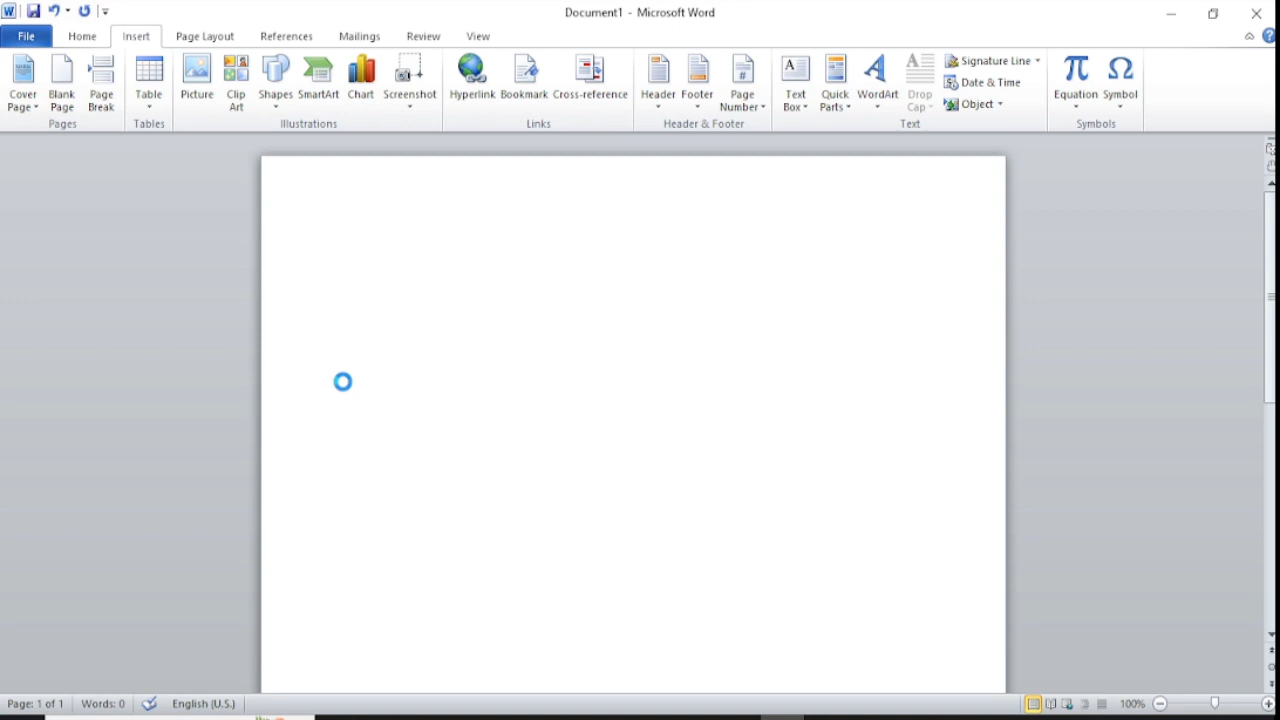 Document1 - Microsoft Word
File Home Insert Page Layout References Mailings Review View
Cover Page Blank Page Page Break Table Picture Clip Art Shapes SmartArt Chart Screenshot Hyperlink Bookmark Cross-reference Header Footer Page Number Text Box Quick Parts WordArt Drop Cap Signature Line
Date & Time
Object
Equation Symbol
Pages Tables Illustrations Links Header & Footer Text Symbols
Page: 1 of 1 Words: 0 English (U.S.) 100%